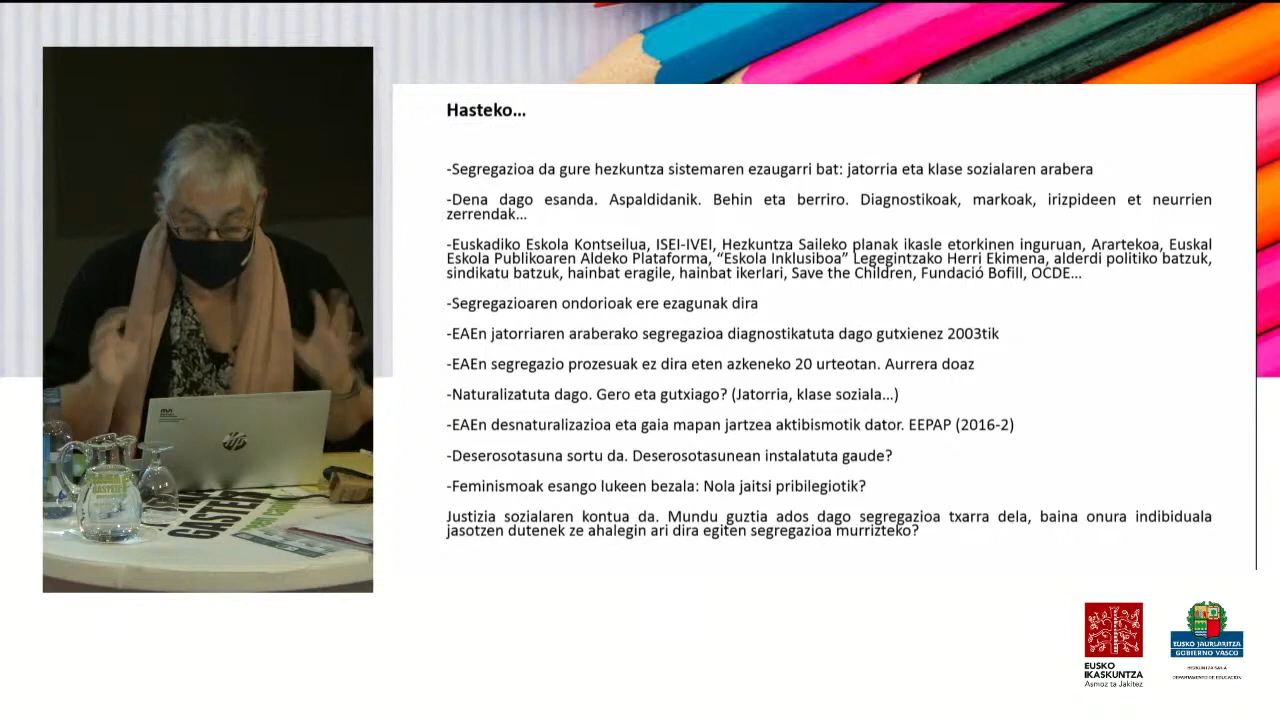 Hasteko...
-Segregazioa da gure hezkuntza sistemaren ezaugarri bat: jatorria eta klase sozialaren arabera
-Dena dago esanda. Aspaldidanik. Behin eta berriro. Diagnostikoak, markoak, irizpideen et neurrien
zerrendak...
-Euskadiko Eskola Kontseilua, ISEI-IVEI, Hezkuntza Saileko planak ikasle etorkinen inguruan, Arartekoa, Euskal
Eskola Publikoaren Aldeko Plataforma, “Eskola Inklusiboa” Legegintzako Herri Ekimena, alderdi politiko batzuk,
sindikatu batzuk, hainbat eragile, hainbat ikerlari, Save the Children, Fundació Bofill, OCDE...
-Segregazioaren ondorioak ere ezagunak dira
-EAEn jatorriaren araberako segregazioa diagnostikatuta dago gutxienez 2003tik
-EAEn segregazio prozesuak ez dira eten azkeneko 20 urteotan. Aurrera doaz
-Naturalizatuta dago. Gero eta gutxiago? (Jatorria, klase soziala...)
-EAEn desnaturalizazioa eta gaia mapan jartzea aktibismotik dator. EEPAP (2016-2)
-Deserosotasuna sortu da. Deserosotasunean instalatuta gaude?
-Feminismoak esango lukeen bezala: Nola jaitsi pribilegiotik?
Justizia sozialaren kontua da. Mundu guztia ados dago segregazioa txarra dela, baina onura indibiduala
jasotzen dutenek ze ahalegin ari dira egiten segregazioa murrizteko?
hp
GASTEI
EUSKO
IKASKUNTZA
Asmoz ta Jakitez
EUSKO JAURLARITZA
GOBIERNO VASCO
HEZKUNTZA SAILA
DEPARTAMENTO DE EDUCACIÓN